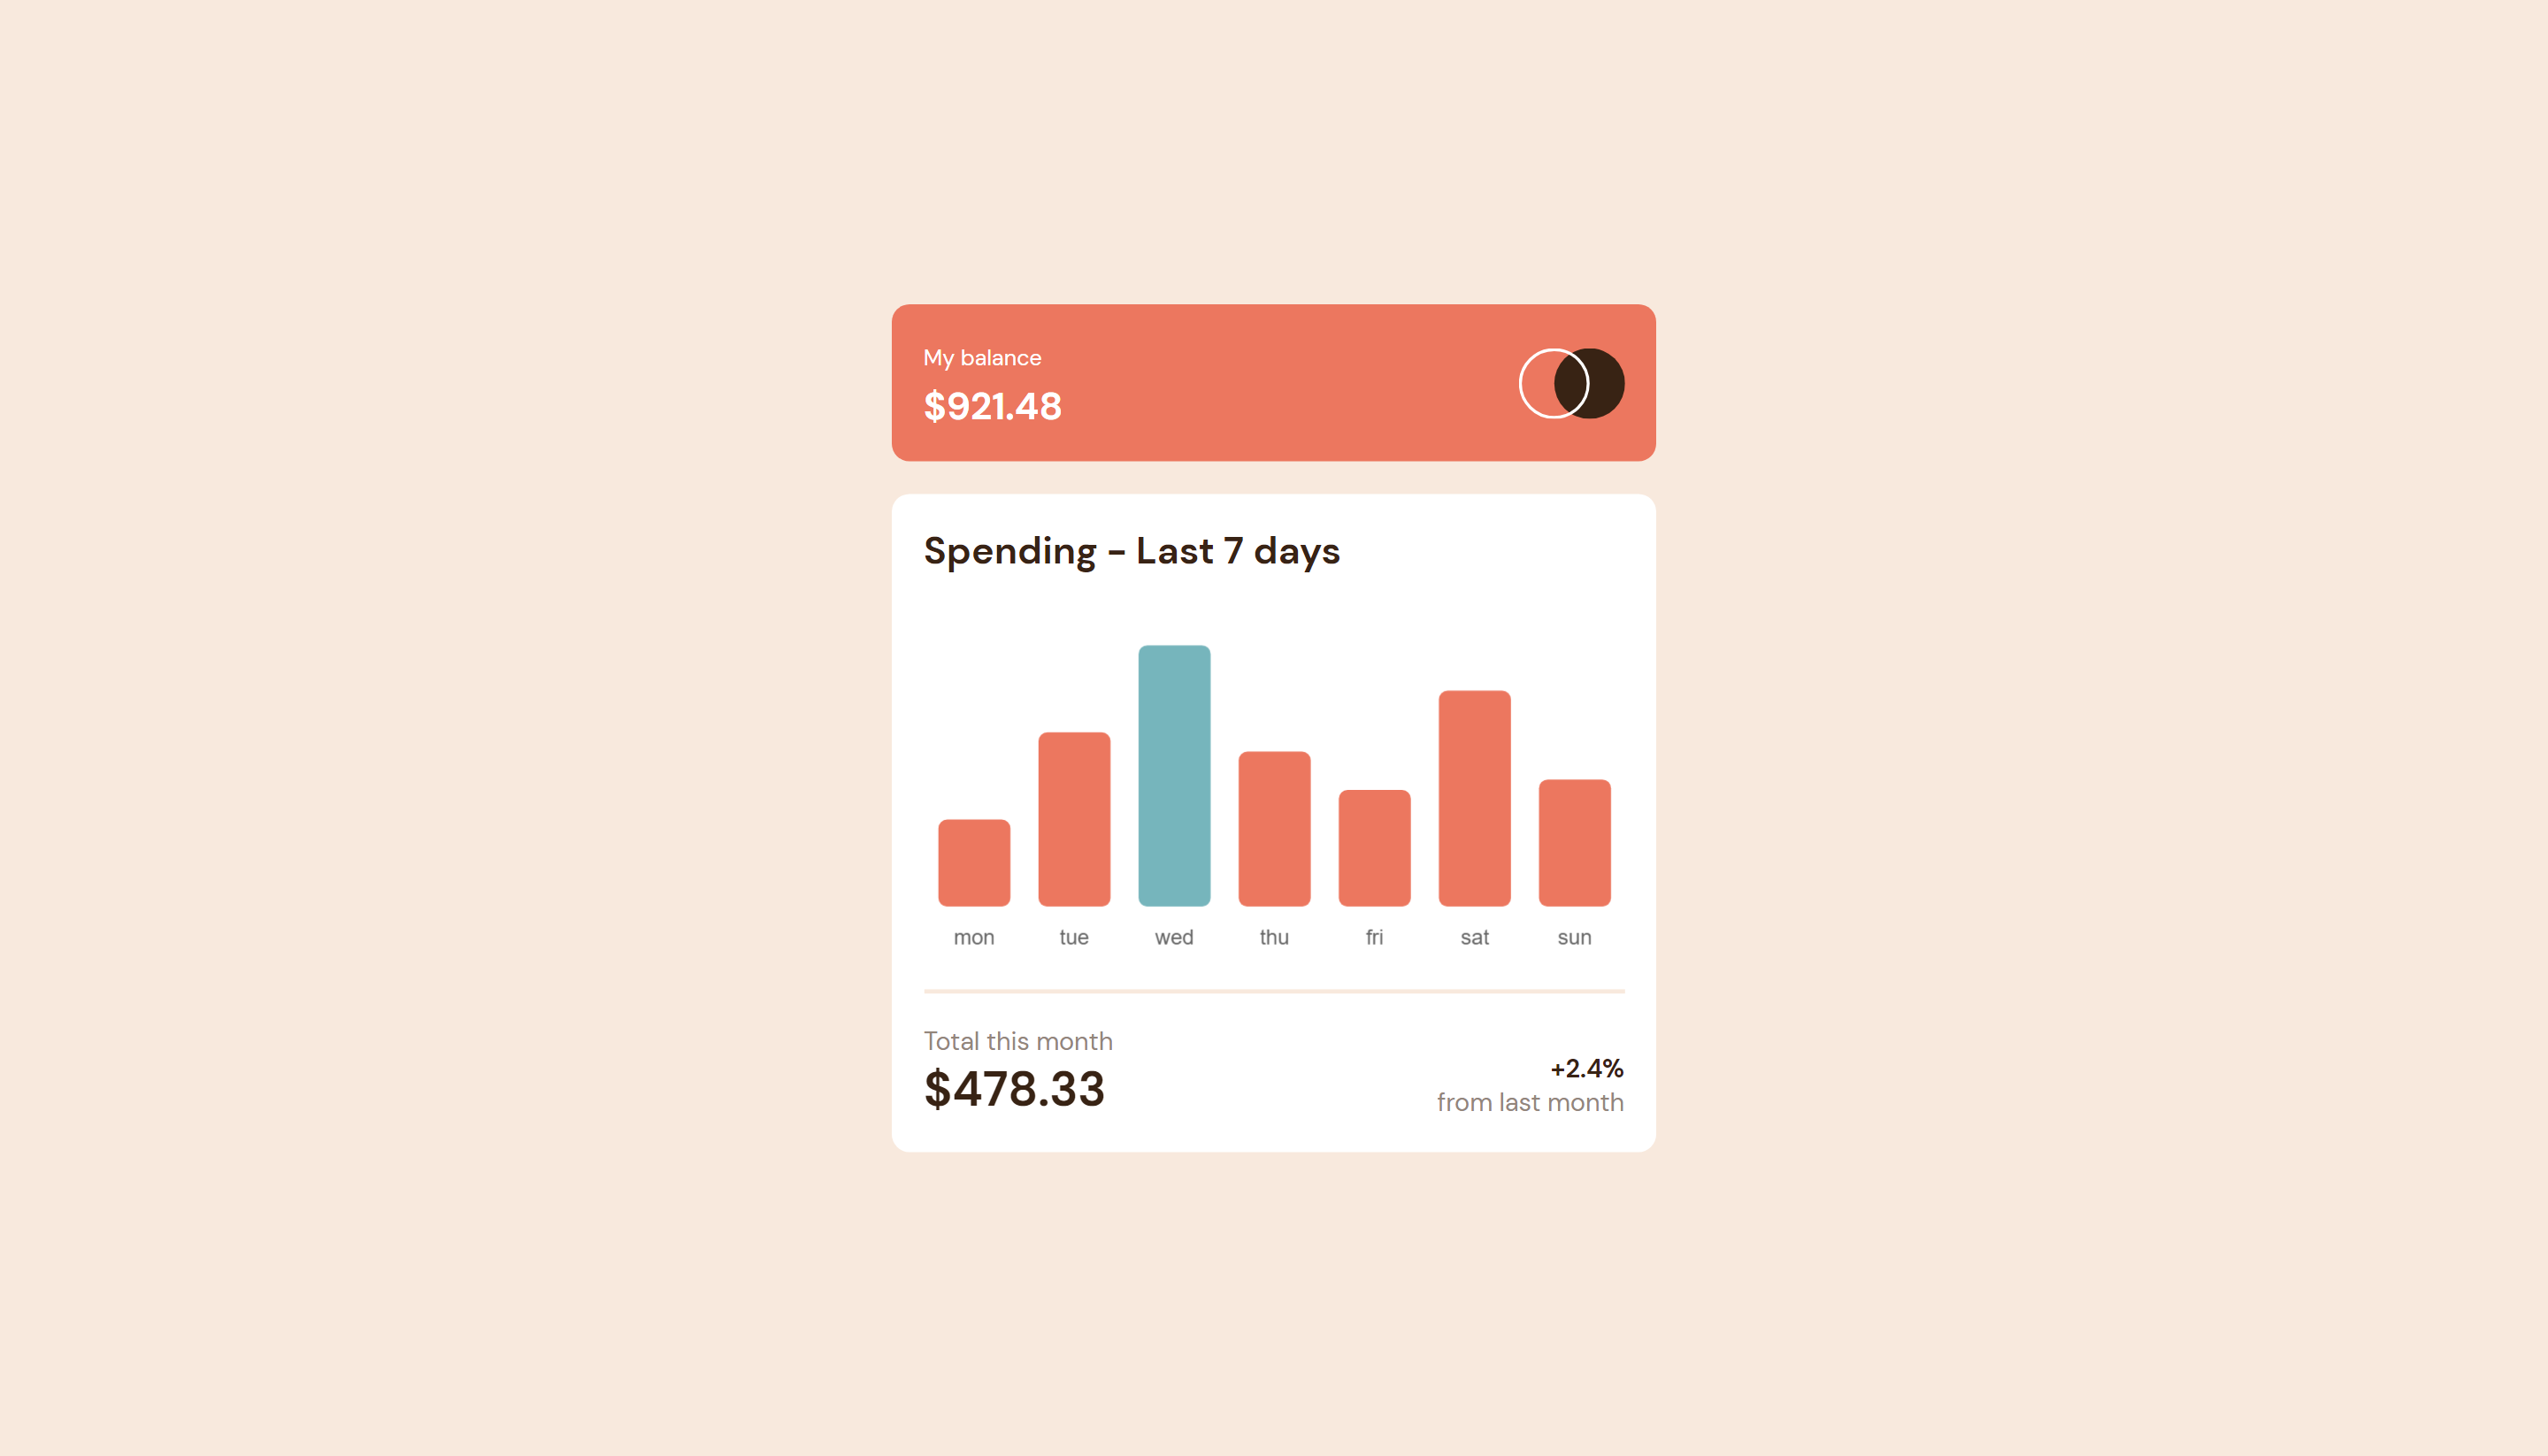 My balance
$921.48
Spending - Last 7 days
mon tue wed thu fri sat sun
Total this month
$478.33
+2.4%
from last month